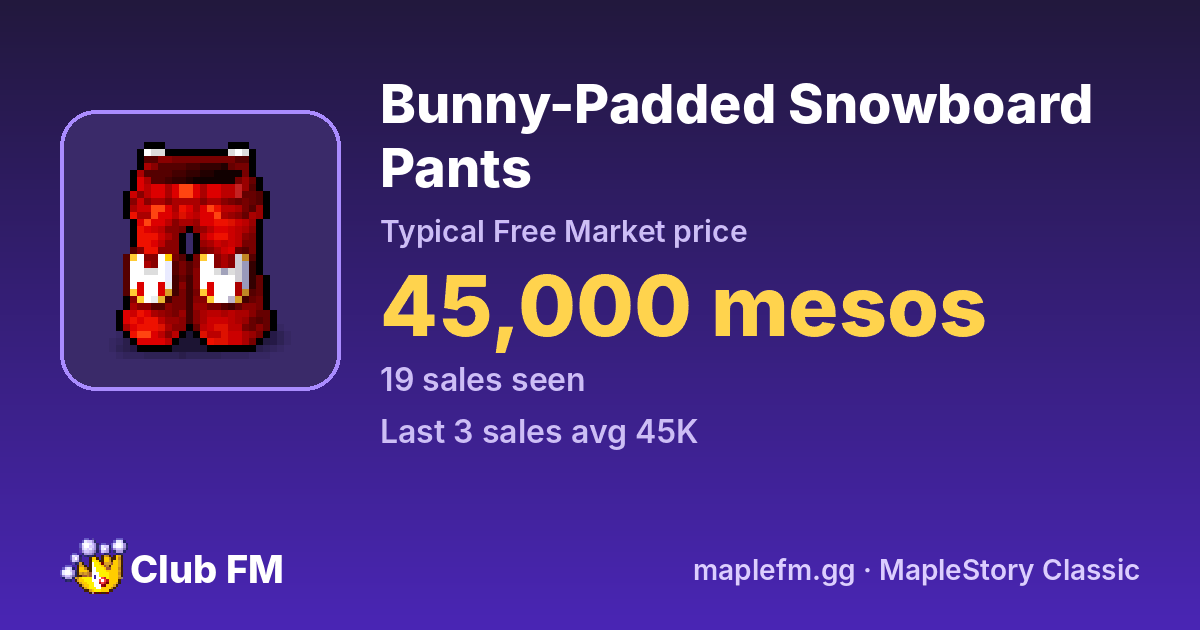 Bunny-Padded Snowboard
Pants
Typical Free Market price
45,000 mesos
19 sales seen
Last 3 sales avg 45K
Club FM
maplefm.gg · MapleStory Classic